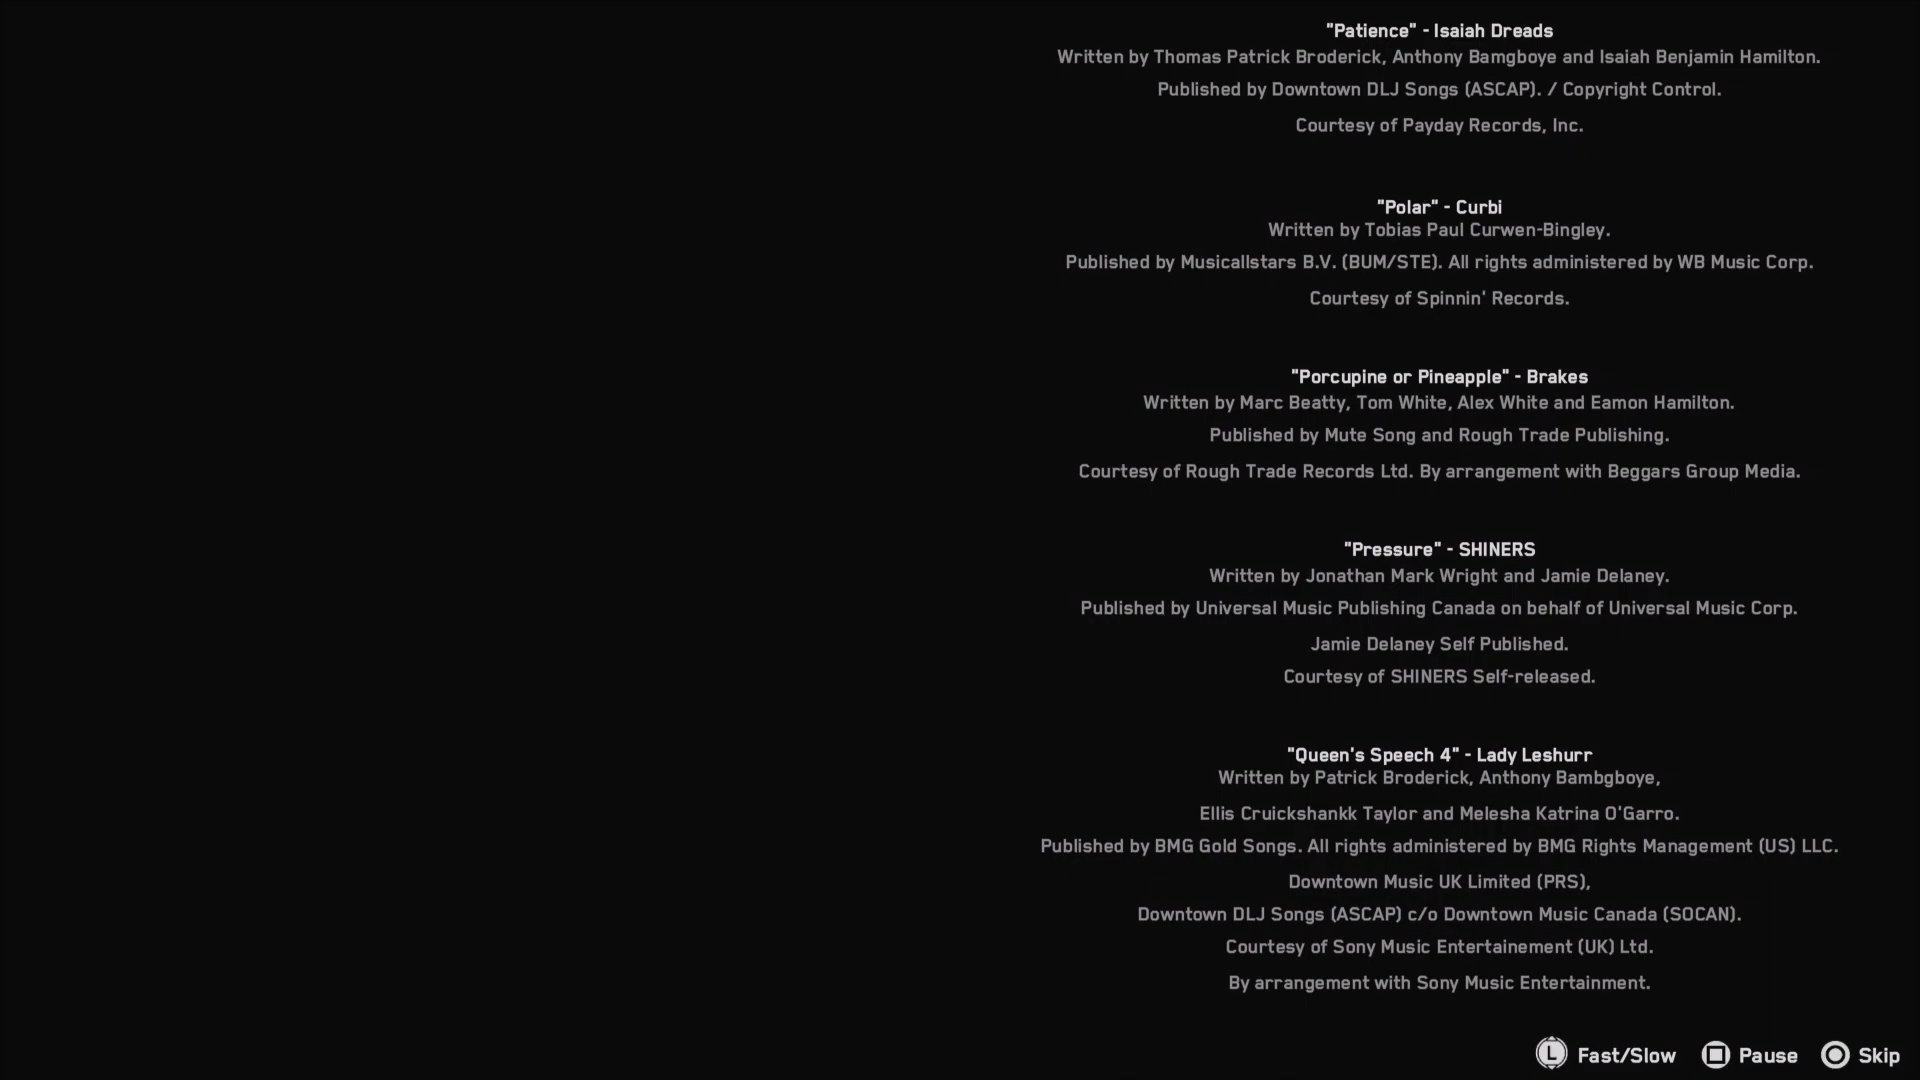 "Patience" - Isaiah Dreads
Written by Thomas Patrick Broderick, Anthony Bamgboye and Isaiah Benjamin Hamilton.
Published by Downtown DLJ Songs (ASCAP). / Copyright Control.
Courtesy of Payday Records, Inc.
"Polar" - Curbi
Written by Tobias Paul Curwen-Bingley.
Published by Musicallstars B.V. (BUM/STE). All rights administered by WB Music Corp.
Courtesy of Spinnin' Records.
"Porcupine or Pineapple" - Brakes
Written by Marc Beatty, Tom White, Alex White and Eamon Hamilton.
Published by Mute Song and Rough Trade Publishing.
Courtesy of Rough Trade Records Ltd. By arrangement with Beggars Group Media.
"Pressure" - SHINERS
Written by Jonathan Mark Wright and Jamie Delaney.
Published by Universal Music Publishing Canada on behalf of Universal Music Corp.
Jamie Delaney Self Published.
Courtesy of SHINERS Self-released.
"Queen's Speech 4" - Lady Leshurr
Written by Patrick Broderick, Anthony Bambgboye,
Ellis Cruickshankk Taylor and Melesha Katrina O'Garro.
Published by BMG Gold Songs. All rights administered by BMG Rights Management (US) LLC.
Downtown Music UK Limited (PRS),
Downtown DLJ Songs (ASCAP) c/o Downtown Music Canada (SOCAN).
Courtesy of Sony Music Entertainement (UK) Ltd.
By arrangement with Sony Music Entertainment.
L Fast/Slow Pause Skip